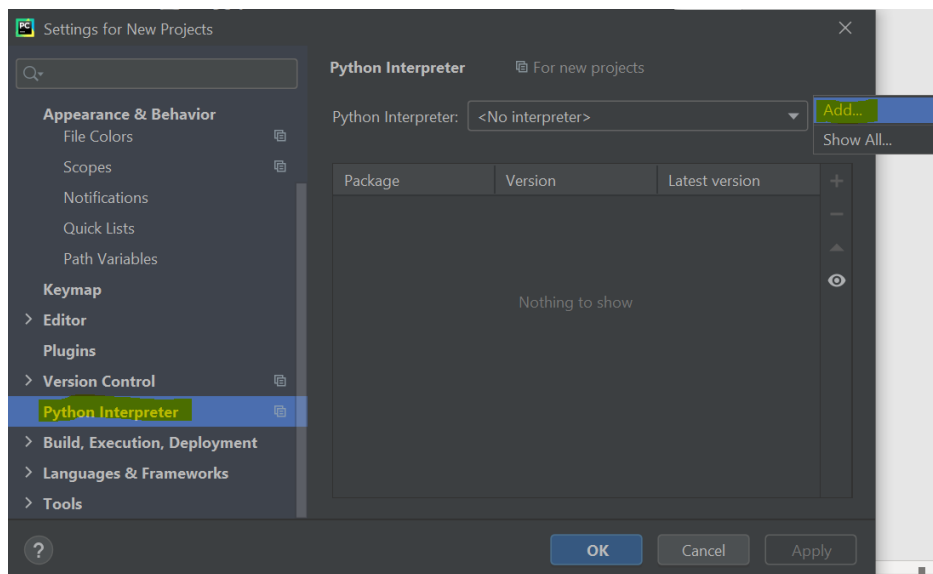 PC
Settings for New Projects
Appearance & Behavior
File Colors
Scopes
Notifications
Quick Lists
Path Variables
Keymap
Editor
Plugins
Version Control
Python Interpreter
Build, Execution, Deployment
Languages & Frameworks
Tools
Python Interpreter For new projects
Python Interpreter: <No interpreter>
Add...
Show All...
Package Version Latest version
Nothing to show
? OK Cancel Apply